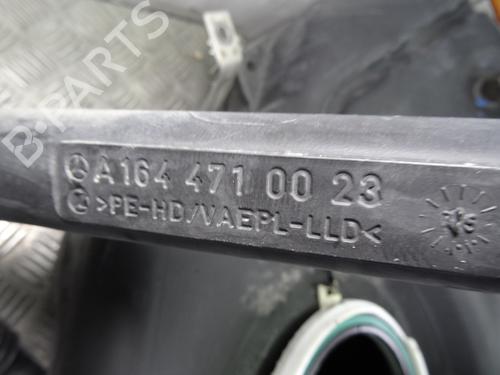 B-PARTS
A164 471 00 23
>PE-HD/VAEPL-LLD<